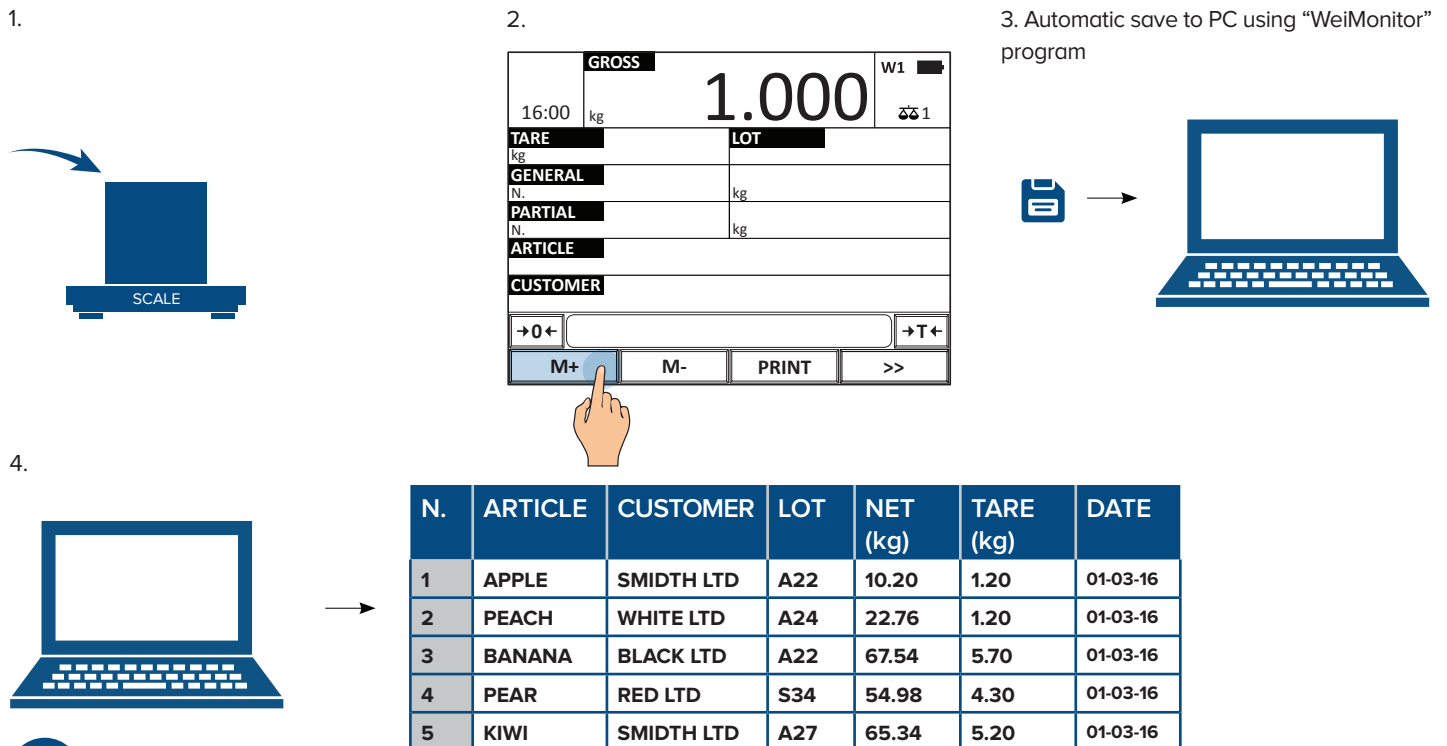 1.
2.
3. Automatic save to PC using “WeiMonitor”
program
SCALE
GROSS
W1
16:00 kg 1.000 1
TARE LOT
kg
GENERAL
N. kg
PARTIAL
N. kg
ARTICLE
CUSTOMER
→0← →T←
M+ M- PRINT >>
4.
N. ARTICLE CUSTOMER LOT NET TARE DATE
(kg) (kg)
1 APPLE SMIDTH LTD A22 10.20 1.20 01-03-16
2 PEACH WHITE LTD A24 22.76 1.20 01-03-16
3 BANANA BLACK LTD A22 67.54 5.70 01-03-16
4 PEAR RED LTD S34 54.98 4.30 01-03-16
5 KIWI SMIDTH LTD A27 65.34 5.20 01-03-16